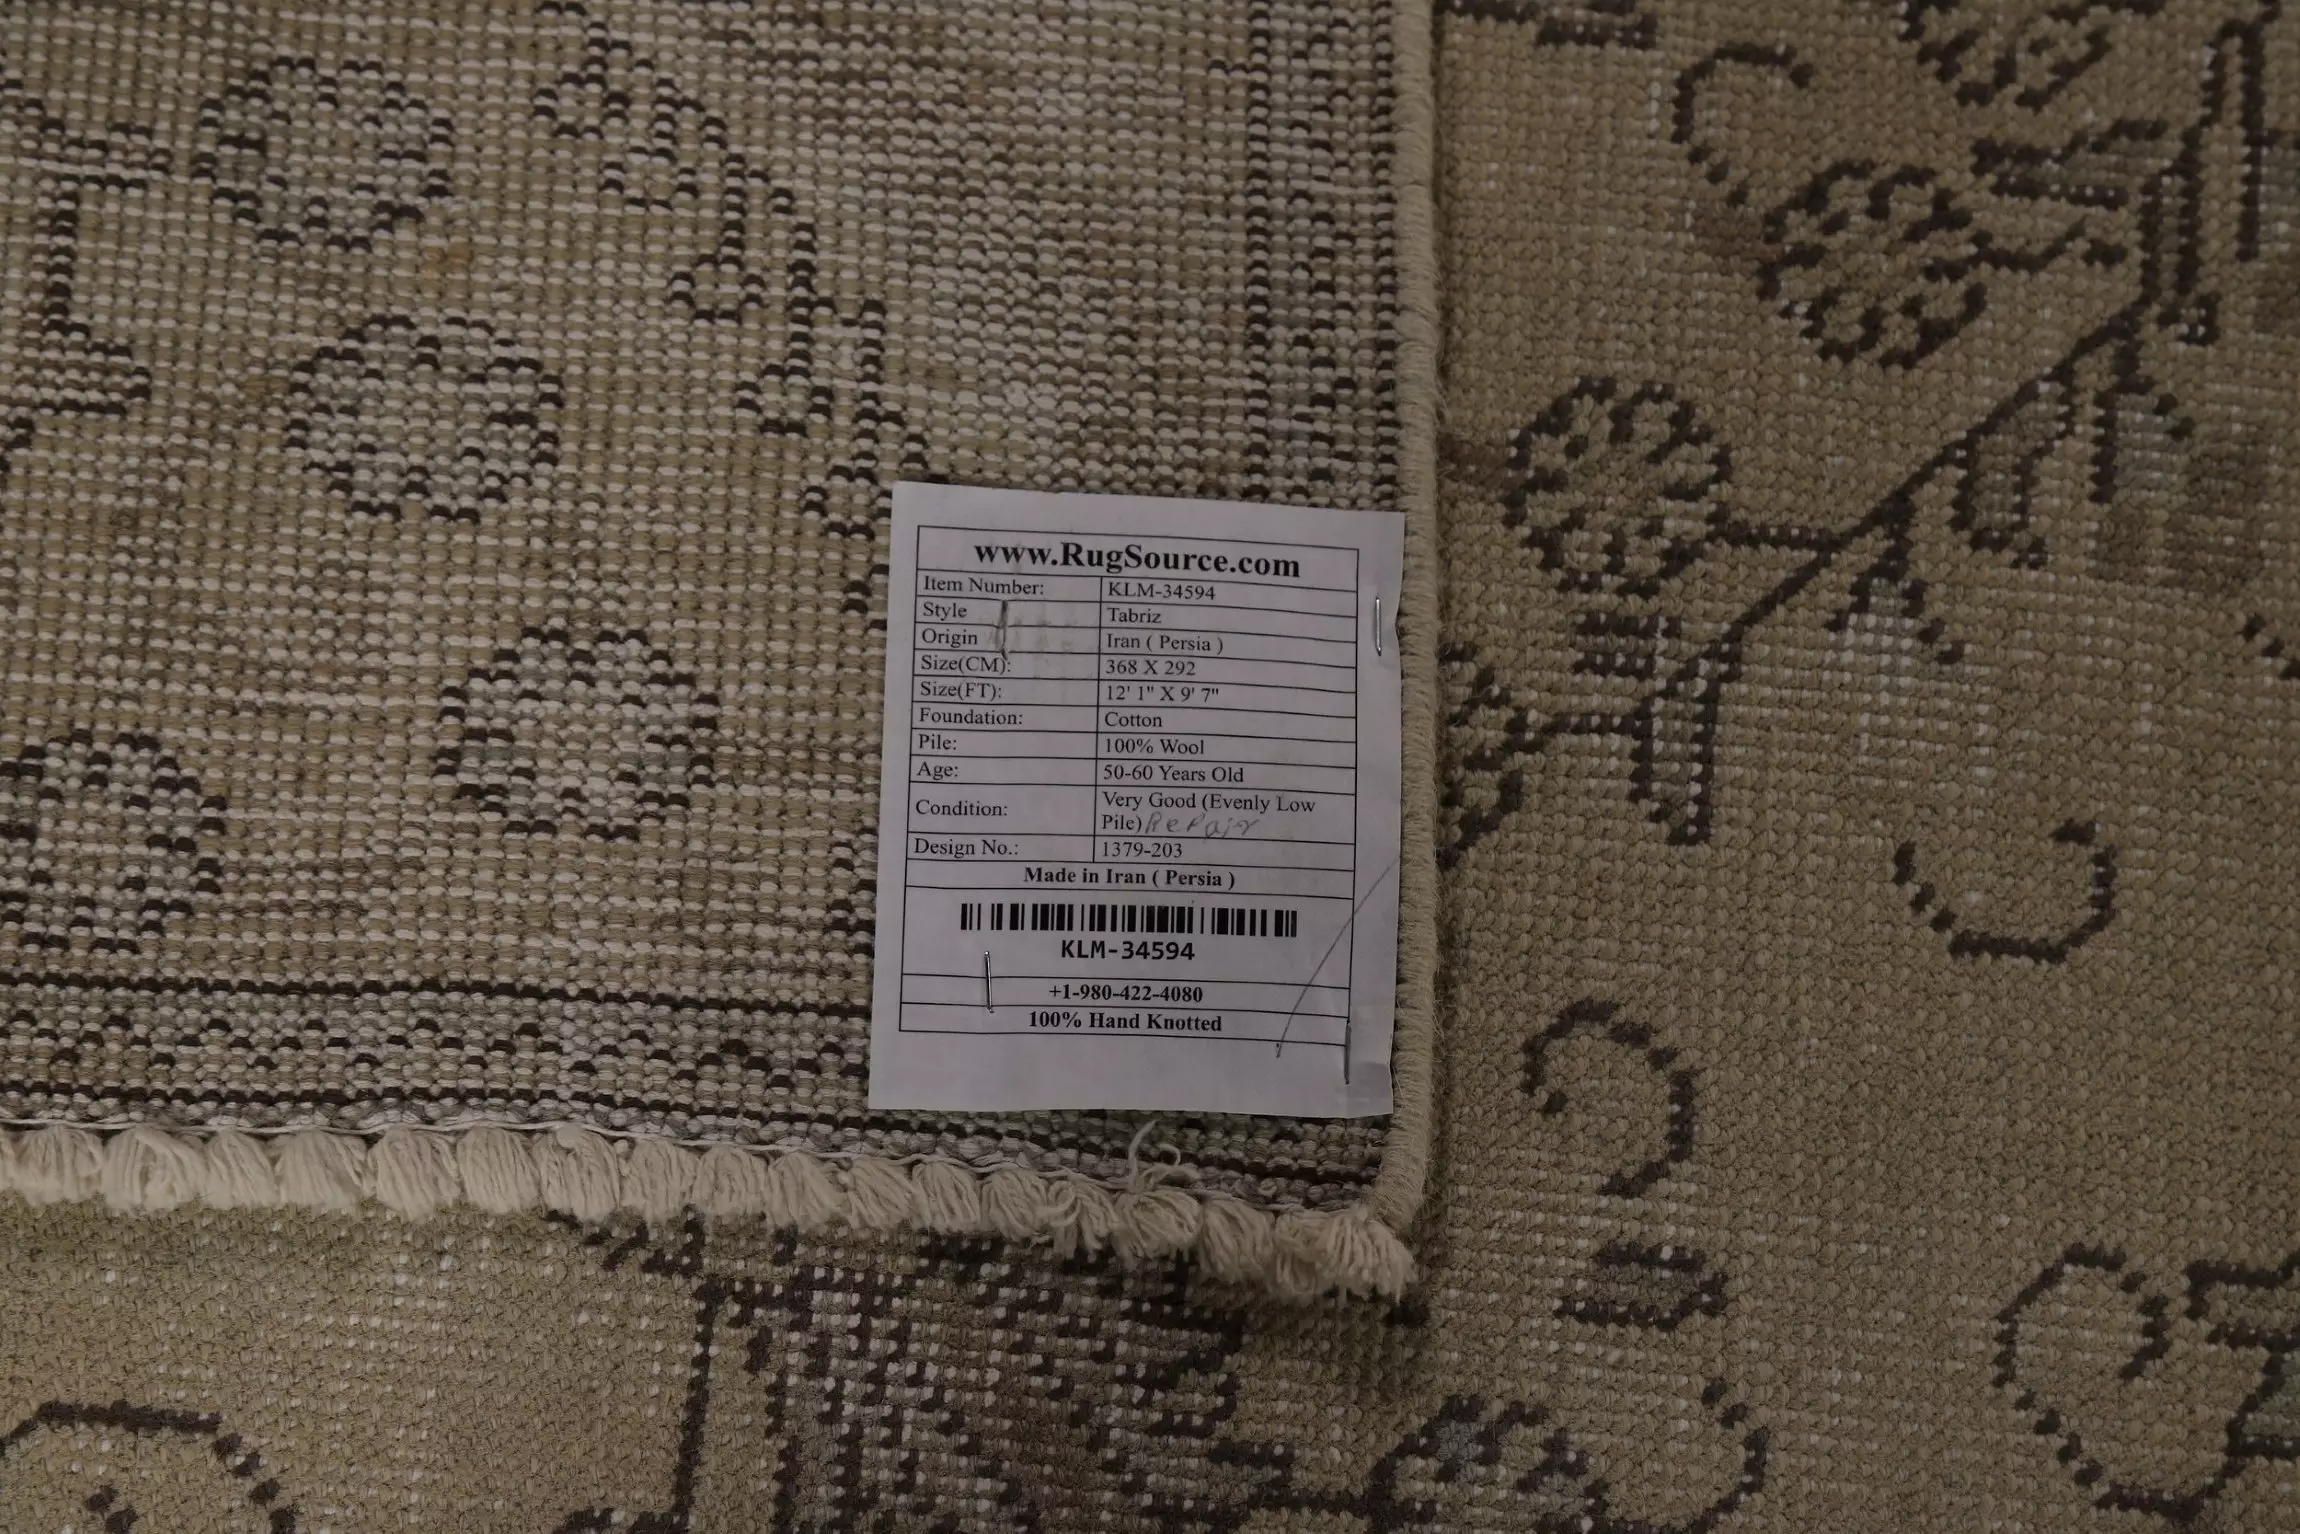 www.RugSource.com
Item Number: KLM-34594
Style Tabriz
Origin Iran ( Persia )
Size(CM): 368 X 292
Size(FT): 12' 1" X 9' 7"
Foundation: Cotton
Pile: 100% Wool
Age: 50-60 Years Old
Condition: Very Good (Evenly Low
Pile) Repair
Design No.: 1379-203
Made in Iran ( Persia )
KLM-34594
+1-980-422-4080
100% Hand Knotted